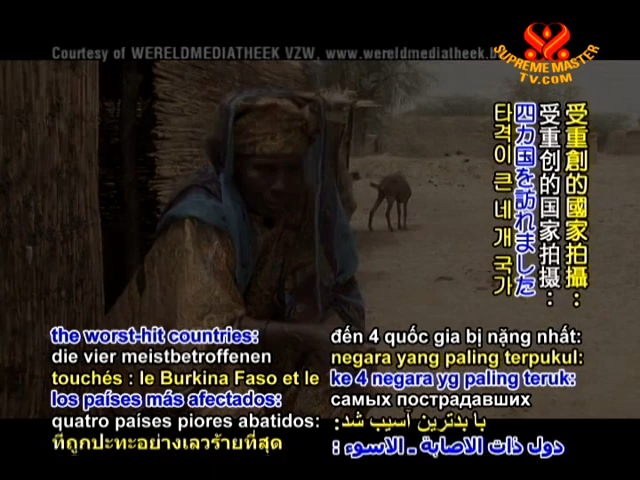 Courtesy of WERELDMEDIATHEEK VZW, www.wereldmediatheek.b
SUPREME MASTER
TV.COM
受重創的國家拍攝：
受重创的国家拍摄：
四カ国を訪れました
타격이 큰 네 개 국가
the worst-hit countries:
die vier meistbetroffenen
touchés : le Burkina Faso et le
los países más afectados:
quatro países piores abatidos:
ที่ถูกปะทะอย่างเลวร้ายที่สุด
đến 4 quốc gia bị nặng nhất:
negara yang paling terpukul:
ke 4 negara yg paling teruk:
самых пострадавших
با بدترین آسیب شد:
دول ذات الاصابة ـ الاسوء :